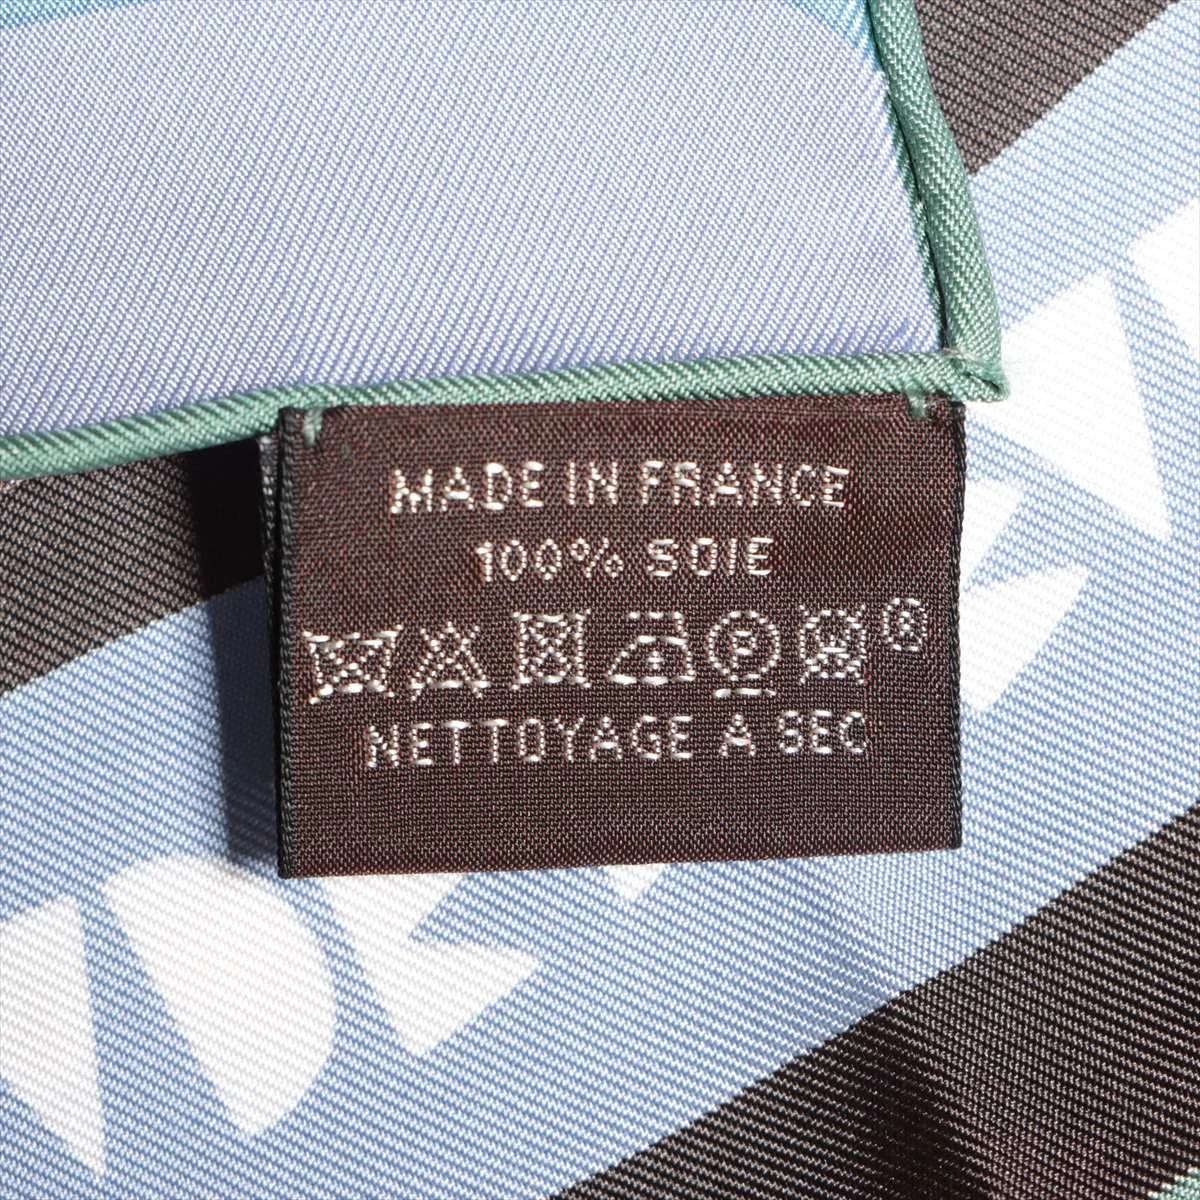 MADE IN FRANCE
100% SOIE
P ®
NETTOYAGE A SEC